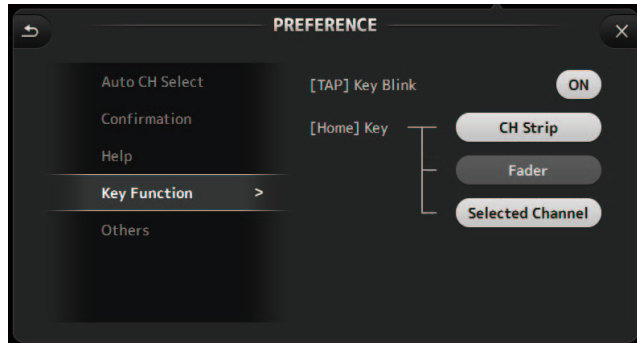 PREFERENCE
Auto CH Select
Confirmation
Help
Key Function >
Others
[TAP] Key Blink ON
[Home] Key CH Strip
Fader
Selected Channel